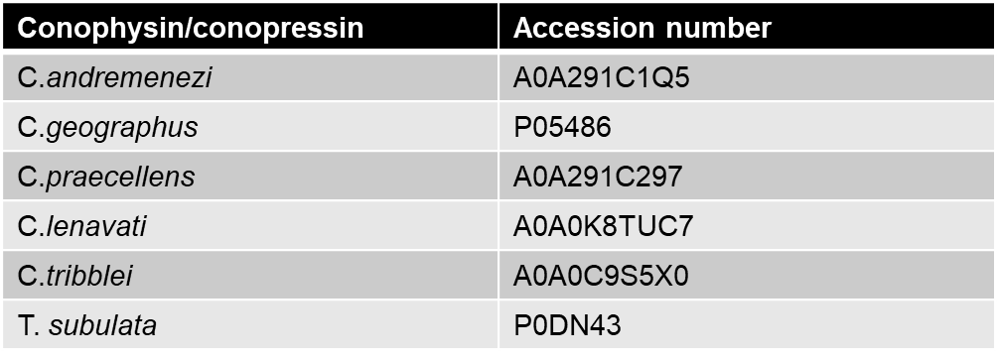 Conophysin/conopressin Accession number
C.andremenezi A0A291C1Q5
C.geographus P05486
C.praecellens A0A291C297
C.lenavati A0A0K8TUC7
C.tribblei A0A0C9S5X0
T. subulata P0DN43